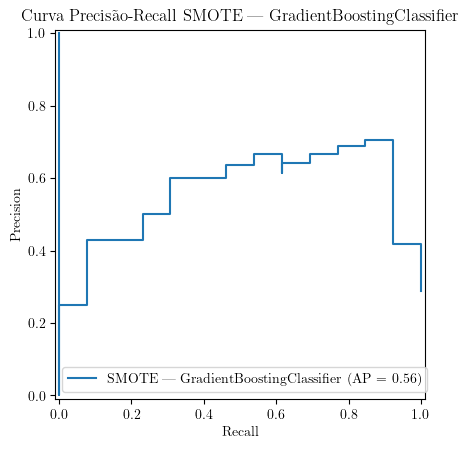 Curva Precisão-Recall SMOTE — GradientBoostingClassifier
1.0
0.8
0.6
0.4
0.2
0.0
Precision
SMOTE — GradientBoostingClassifier (AP = 0.56)
0.0 0.2 0.4 0.6 0.8 1.0
Recall